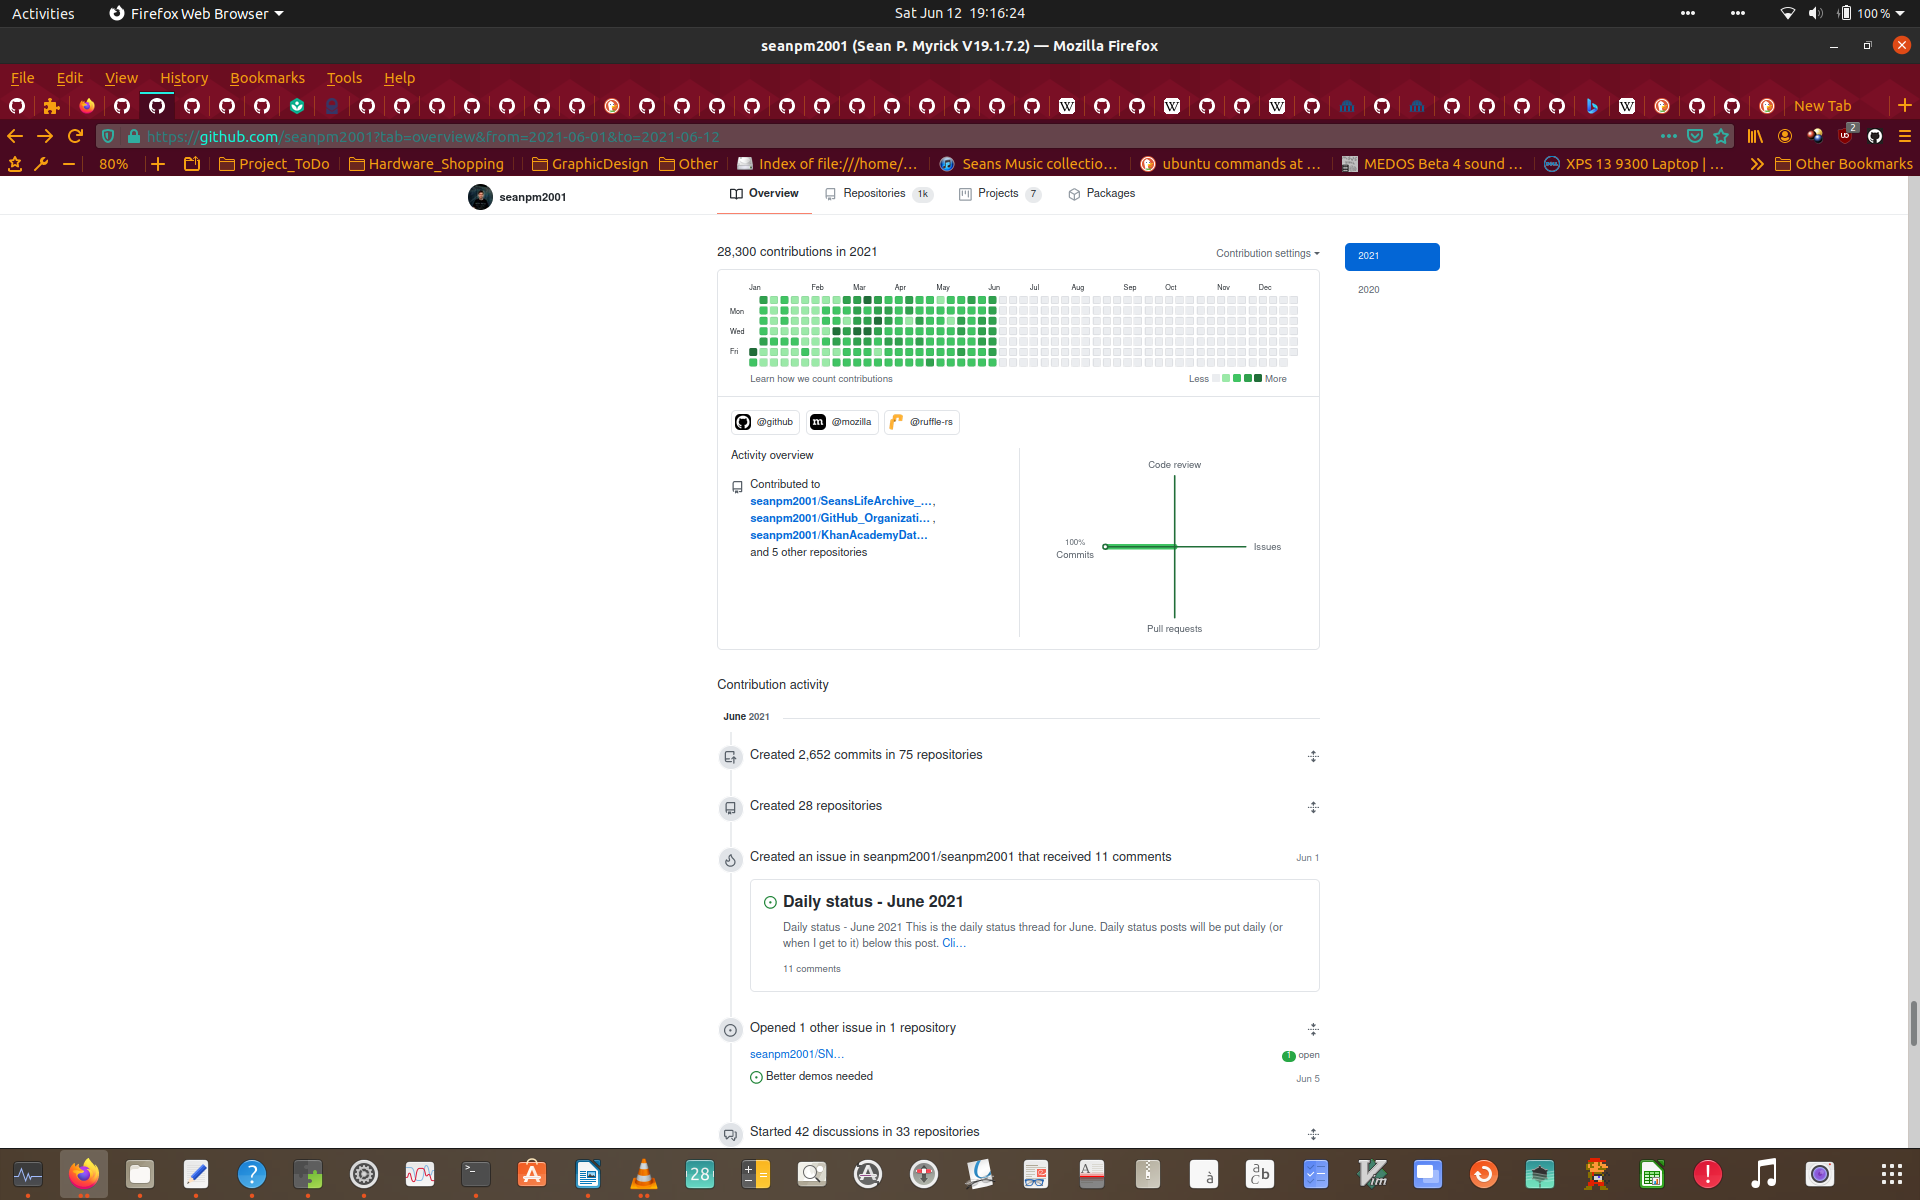 Activities
Firefox Web Browser
Sat Jun 12 19:16:24
100 %
seanpm2001 (Sean P. Myrick V19.1.7.2) — Mozilla Firefox
File Edit View History Bookmarks Tools Help
New Tab
https://github.com/seanpm2001?tab=overview&from=2021-06-01&to=2021-06-12
2
80%
Project_ToDo
Hardware_Shopping
GraphicDesign
Other
Index of file:///home/…
Seans Music collectio…
ubuntu commands at …
MEDOS Beta 4 sound …
XPS 13 9300 Laptop | …
Other Bookmarks
seanpm2001
Overview
Repositories 1k
Projects 7
Packages
28,300 contributions in 2021
Contribution settings
2021
2020
Jan Feb Mar Apr May Jun Jul Aug Sep Oct Nov Dec
Mon
Wed
Fri
Learn how we count contributions
Less More
@github
@mozilla
@ruffle-rs
Activity overview
Contributed to
seanpm2001/SeansLifeArchive_…,
seanpm2001/GitHub_Organizati… ,
seanpm2001/KhanAcademyDat…
and 5 other repositories
Code review
100%
Commits
Issues
Pull requests
Contribution activity
June 2021
Created 2,652 commits in 75 repositories
Created 28 repositories
Created an issue in seanpm2001/seanpm2001 that received 11 comments
Jun 1
Daily status - June 2021
Daily status - June 2021 This is the daily status thread for June. Daily status posts will be put daily (or
when I get to it) below this post. Cli…
11 comments
Opened 1 other issue in 1 repository
seanpm2001/SN…
1 open
Better demos needed
Jun 5
Started 42 discussions in 33 repositories
28